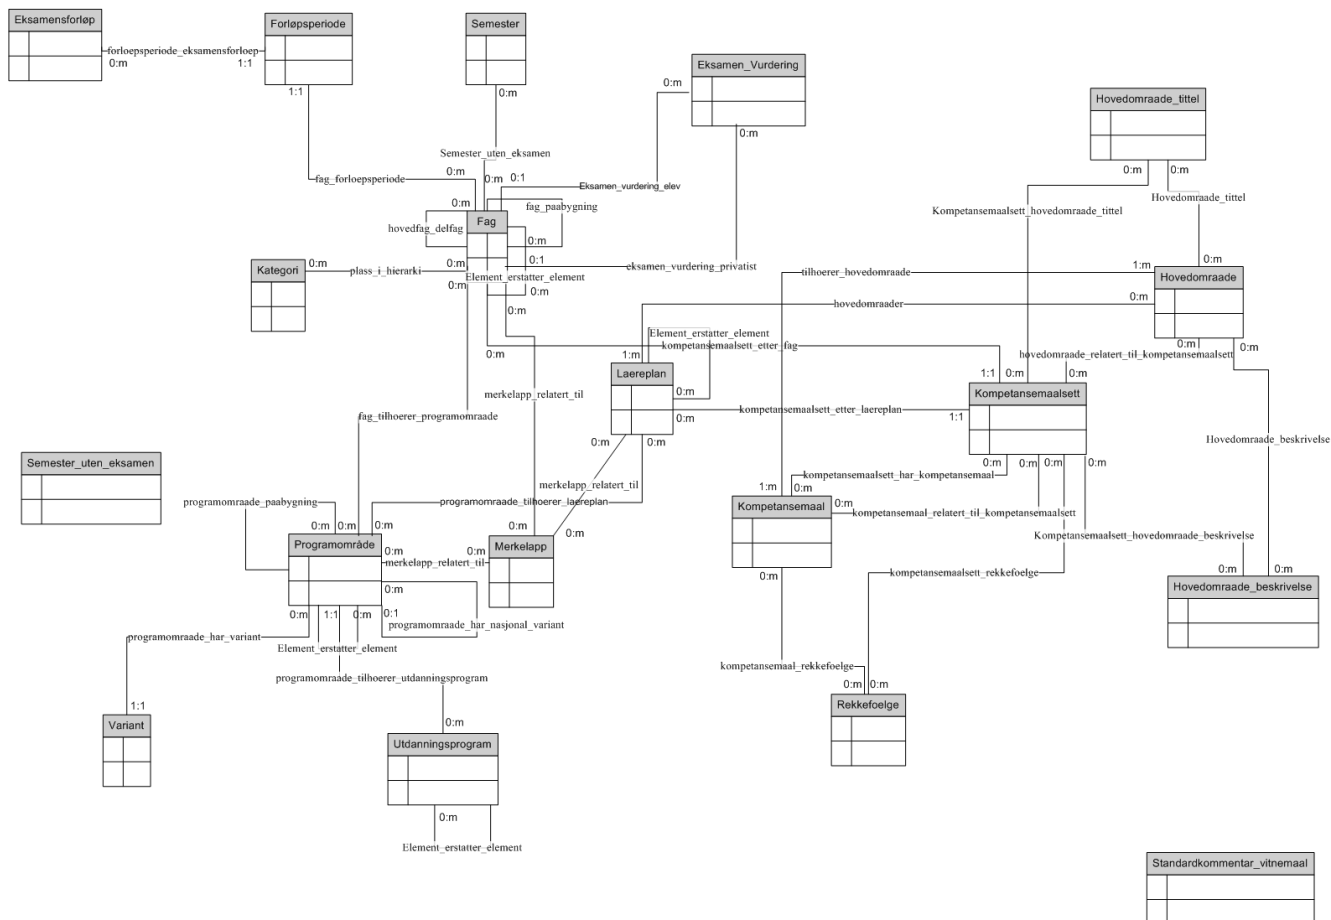 Eksamensforløp
Forløpsperiode
Semester
forloepsperiode_eksamensforloep
0:m
1:1
1:1
0:m
Eksamen_Vurdering
0:m
0:m
Hovedomraade_tittel
0:m
0:m
Semester_uten_eksamen
fag_forloepsperiode
0:m
0:m
0:1
Eksamen_vurdering_elev
Hovedomraade_tittel
0:m
fag_paabygning
Kompetansemaalsett_hovedomraade_tittel
Fag
hovedfag_delfag
0:m
Kategori
0:m
plass_i_hierarki
0:m
0:1
eksamen_vurdering_privatist
tilhoerer_hovedomraade
1:m
0:m
Hovedomraade
Element_erstatter_element
0:m
0:m
hovedomraader
0:m
0:m
Element_erstatter_element
kompetansemaalsett_etter_fag
0:m
1:m
hovedomraade_relatert_til_kompetansemaalsett
0:m
0:m
Laereplan
1:1
0:m
0:m
merkelapp_relatert_til
0:m
Kompetansemaalsett
fag_tilhoerer_programomraade
0:m
kompetansemaalsett_etter_laereplan
1:1
0:m
0:m
Hovedomraade_beskrivelse
Semester_uten_eksamen
0:m
0:m
0:m
0:m
kompetansemaalsett_har_kompetansemaal
merkelapp_relatert_til
1:m
0:m
programomraade_paabygning
programomraade_tilhoerer_laereplan
Kompetansemaal
0:m
kompetansemaal_relatert_til_kompetansemaalsett
0:m
0:m
0:m
0:m
0:m
Programområde
Merkelapp
Kompetansemaalsett_hovedomraade_beskrivelse
0:m
0:m
merkelapp_relatert_til
0:m
kompetansemaalsett_rekkefoelge
0:m
0:m
0:m
Hovedomraade_beskrivelse
0:m
1:1
0:m
0:1
programomraade_har_nasjonal_variant
programomraade_har_variant
Element_erstatter_element
kompetansemaal_rekkefoelge
programomraade_tilhoerer_utdanningsprogram
0:m
0:m
1:1
Rekkefoelge
Variant
0:m
Utdanningsprogram
0:m
Element_erstatter_element
Standardkommentar_vitnemaal